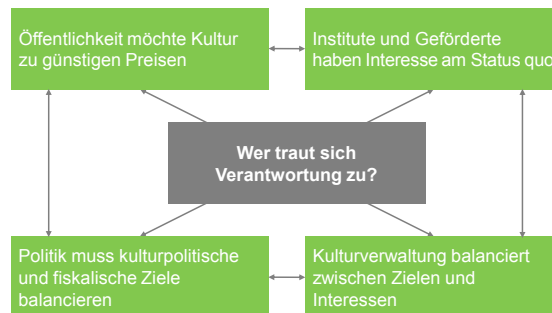 Öffentlichkeit möchte Kultur
zu günstigen Preisen
Institute und Geförderte
haben Interesse am Status quo
Wer traut sich
Verantwortung zu?
Politik muss kulturpolitische
und fiskalische Ziele
balancieren
Kulturverwaltung balanciert
zwischen Zielen und
Interessen